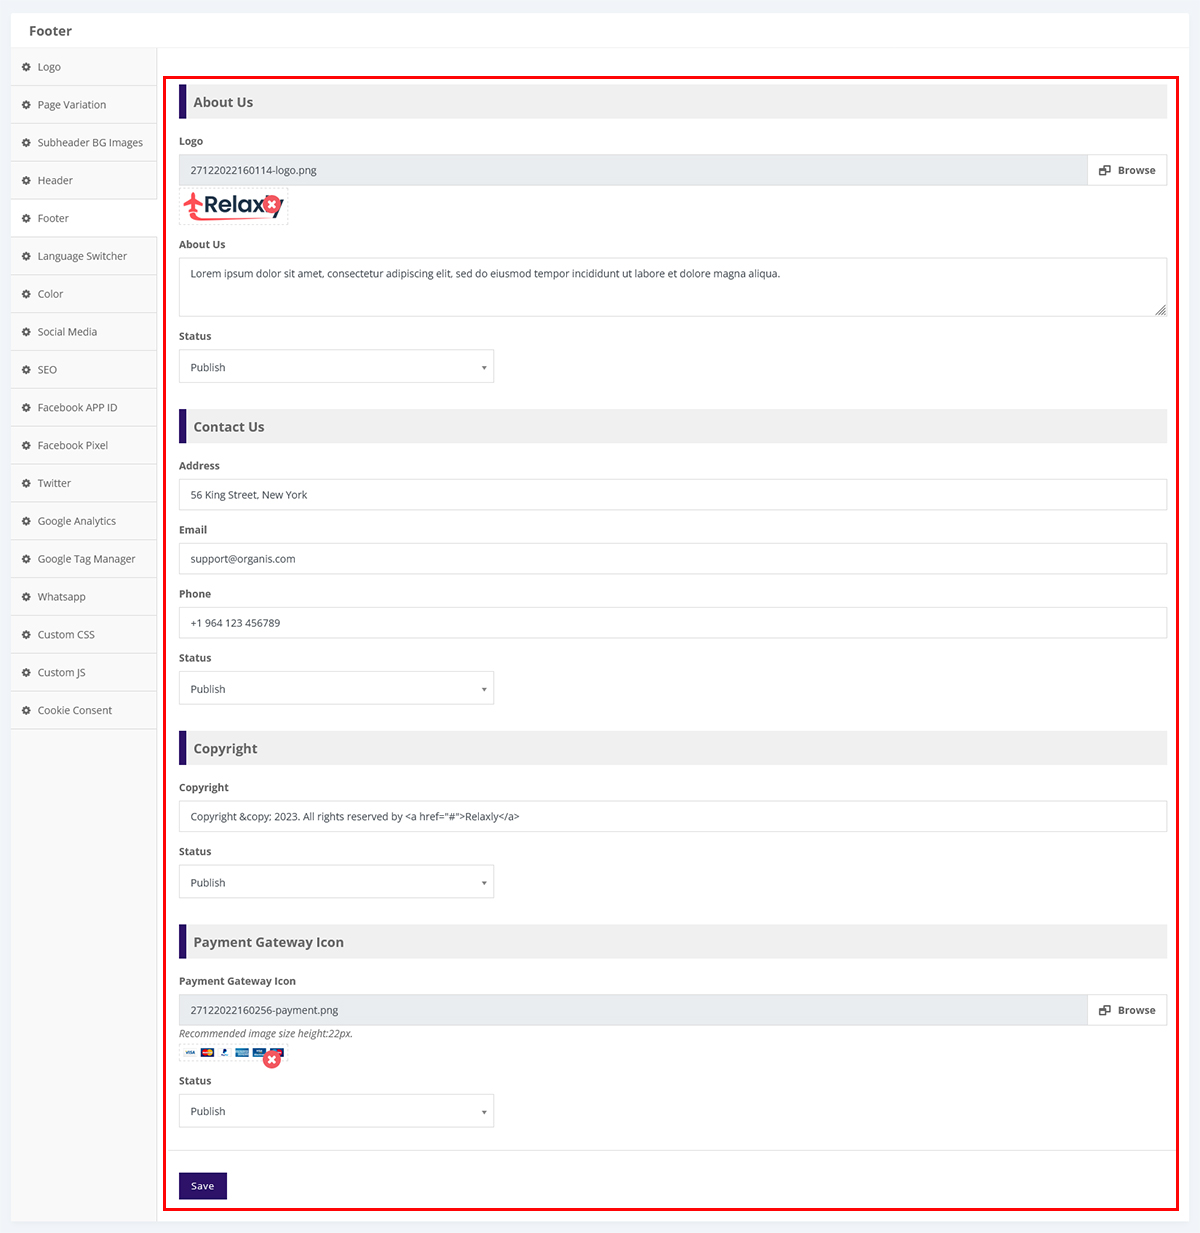 Footer
Logo
Page Variation
Subheader BG Images
Header
Footer
Language Switcher
Color
Social Media
SEO
Facebook APP ID
Facebook Pixel
Twitter
Google Analytics
Google Tag Manager
Whatsapp
Custom CSS
Custom JS
Cookie Consent
About Us
Logo
27122022160114-logo.png
Browse
Relaxly
About Us
Lorem ipsum dolor sit amet, consectetur adipiscing elit, sed do eiusmod tempor incididunt ut labore et dolore magna aliqua.
Status
Publish
Contact Us
Address
56 King Street, New York
Email
support@organis.com
Phone
+1 964 123 456789
Status
Publish
Copyright
Copyright
Copyright &copy; 2023. All rights reserved by <a href="#">Relaxly</a>
Status
Publish
Payment Gateway Icon
Payment Gateway Icon
27122022160256-payment.png
Browse
Recommended image size height:22px.
VISA
Status
Publish
Save